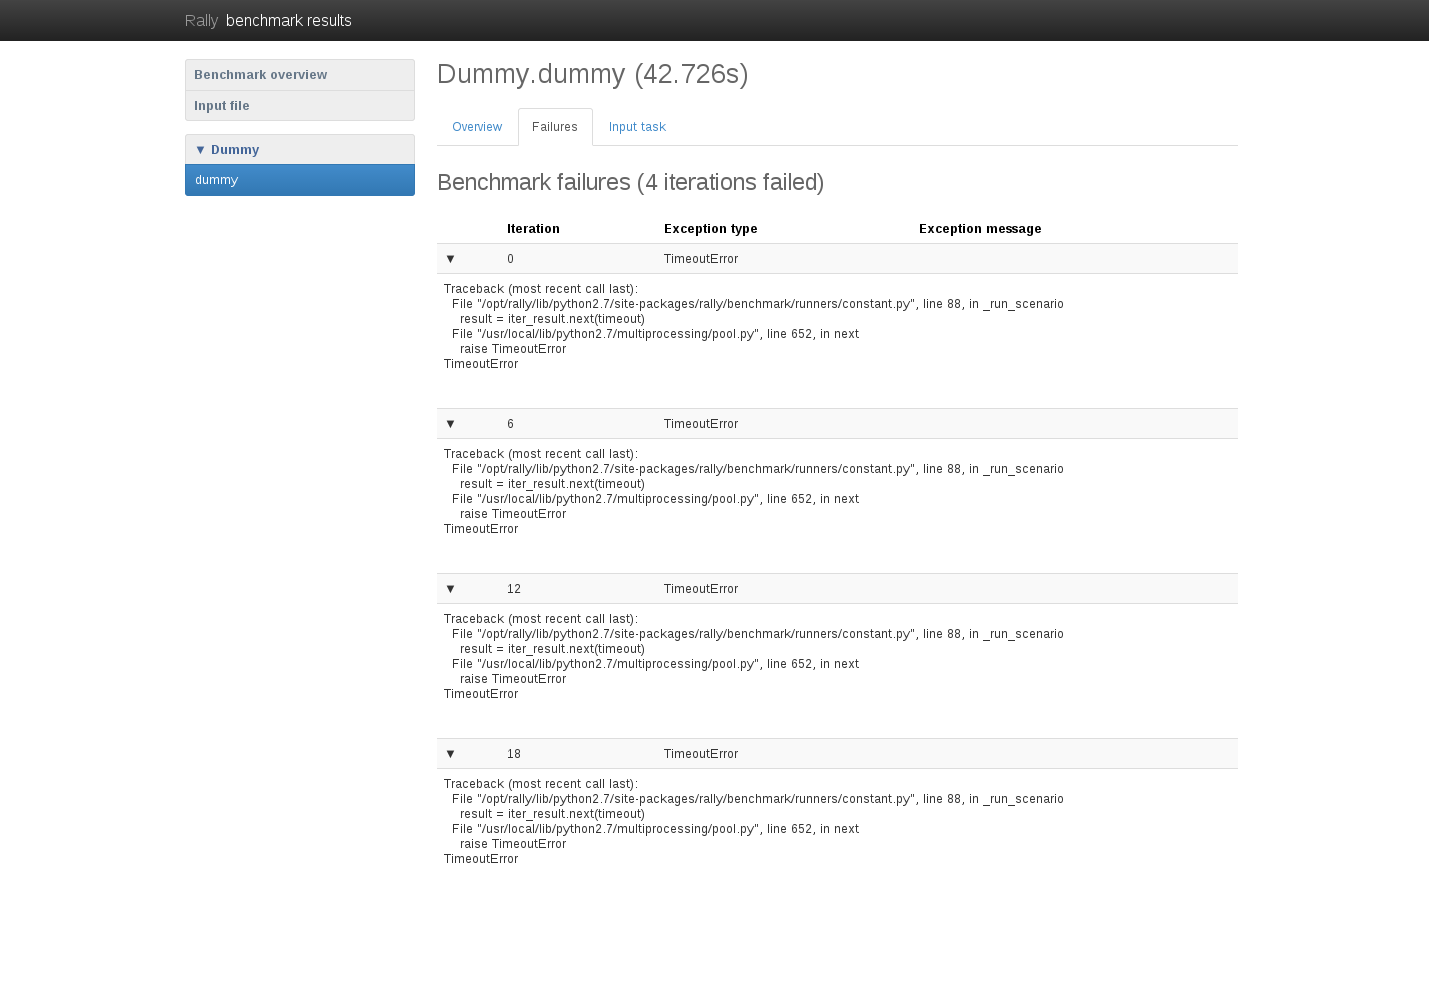 Rally benchmark results
Benchmark overview
Input file
▼ Dummy
dummy
Dummy.dummy (42.726s)
Overview Failures Input task
Benchmark failures (4 iterations failed)
Iteration Exception type Exception message
▼ 0 TimeoutError
Traceback (most recent call last):
File "/opt/rally/lib/python2.7/site-packages/rally/benchmark/runners/constant.py", line 88, in _run_scenario
result = iter_result.next(timeout)
File "/usr/local/lib/python2.7/multiprocessing/pool.py", line 652, in next
raise TimeoutError
TimeoutError
▼ 6 TimeoutError
Traceback (most recent call last):
File "/opt/rally/lib/python2.7/site-packages/rally/benchmark/runners/constant.py", line 88, in _run_scenario
result = iter_result.next(timeout)
File "/usr/local/lib/python2.7/multiprocessing/pool.py", line 652, in next
raise TimeoutError
TimeoutError
▼ 12 TimeoutError
Traceback (most recent call last):
File "/opt/rally/lib/python2.7/site-packages/rally/benchmark/runners/constant.py", line 88, in _run_scenario
result = iter_result.next(timeout)
File "/usr/local/lib/python2.7/multiprocessing/pool.py", line 652, in next
raise TimeoutError
TimeoutError
▼ 18 TimeoutError
Traceback (most recent call last):
File "/opt/rally/lib/python2.7/site-packages/rally/benchmark/runners/constant.py", line 88, in _run_scenario
result = iter_result.next(timeout)
File "/usr/local/lib/python2.7/multiprocessing/pool.py", line 652, in next
raise TimeoutError
TimeoutError